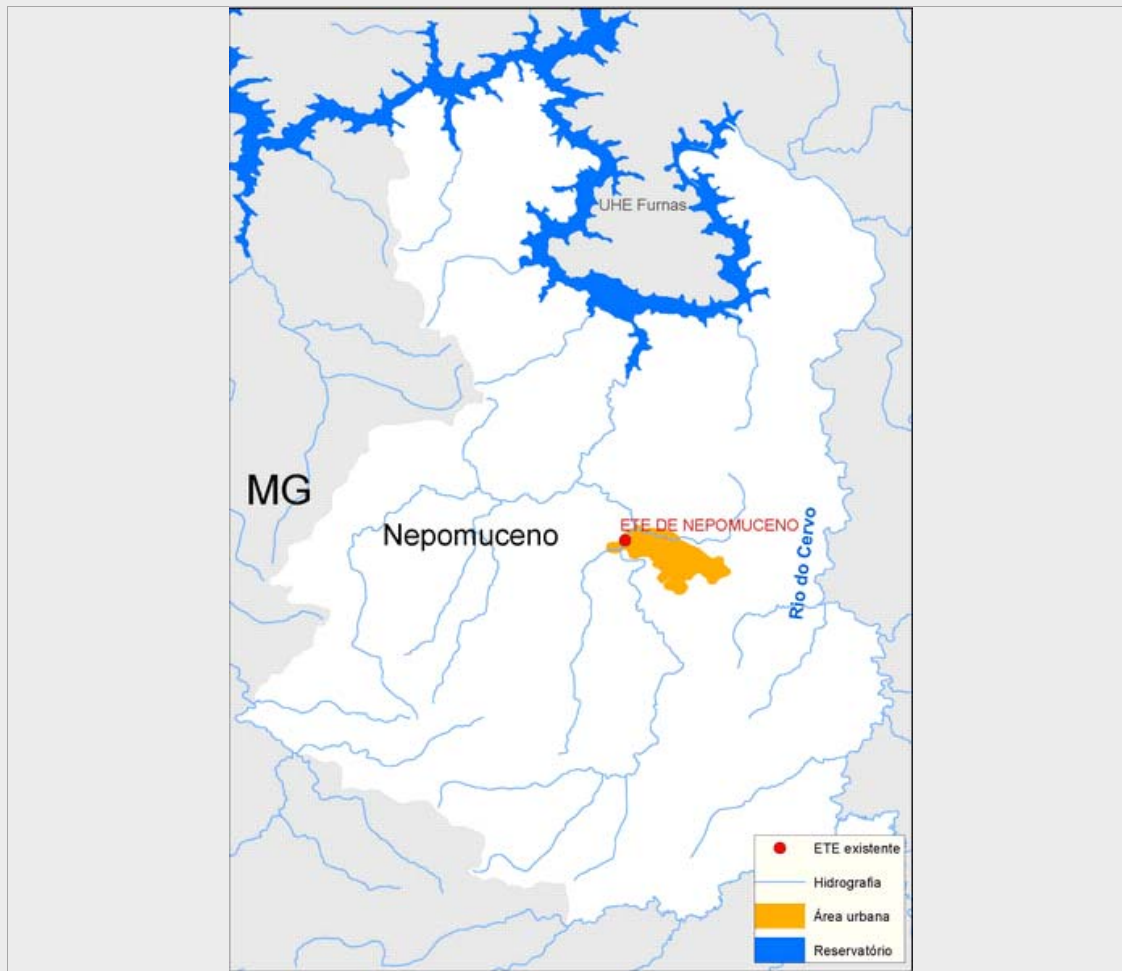 UHE Furnas
MG
ETE DE NEPOMUCENO
Nepomuceno
Rio do Cervo
ETE existente
Hidrografia
Área urbana
Reservatório